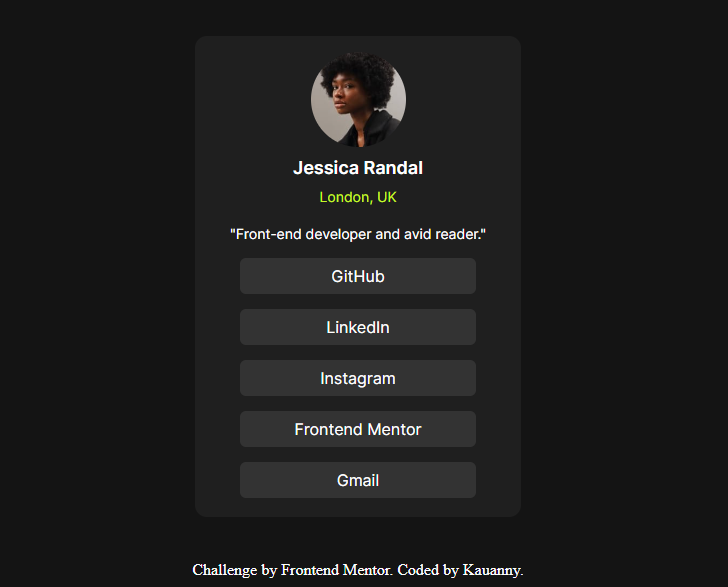 Jessica Randal
London, UK
"Front-end developer and avid reader."
GitHub
LinkedIn
Instagram
Frontend Mentor
Gmail
Challenge by Frontend Mentor. Coded by Kauanny.